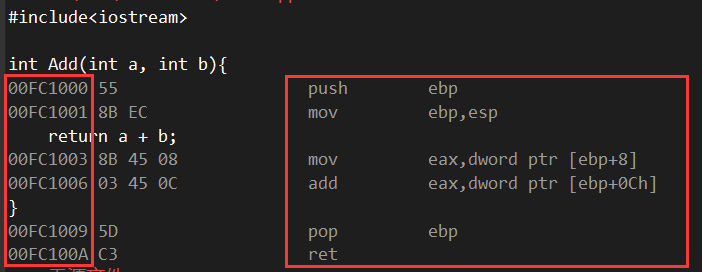 #include<iostream>
int Add(int a, int b){
00FC1000 55 push ebp
00FC1001 8B EC mov ebp,esp
return a + b;
00FC1003 8B 45 08 mov eax,dword ptr [ebp+8]
00FC1006 03 45 0C add eax,dword ptr [ebp+0Ch]
}
00FC1009 5D pop ebp
00FC100A C3 ret